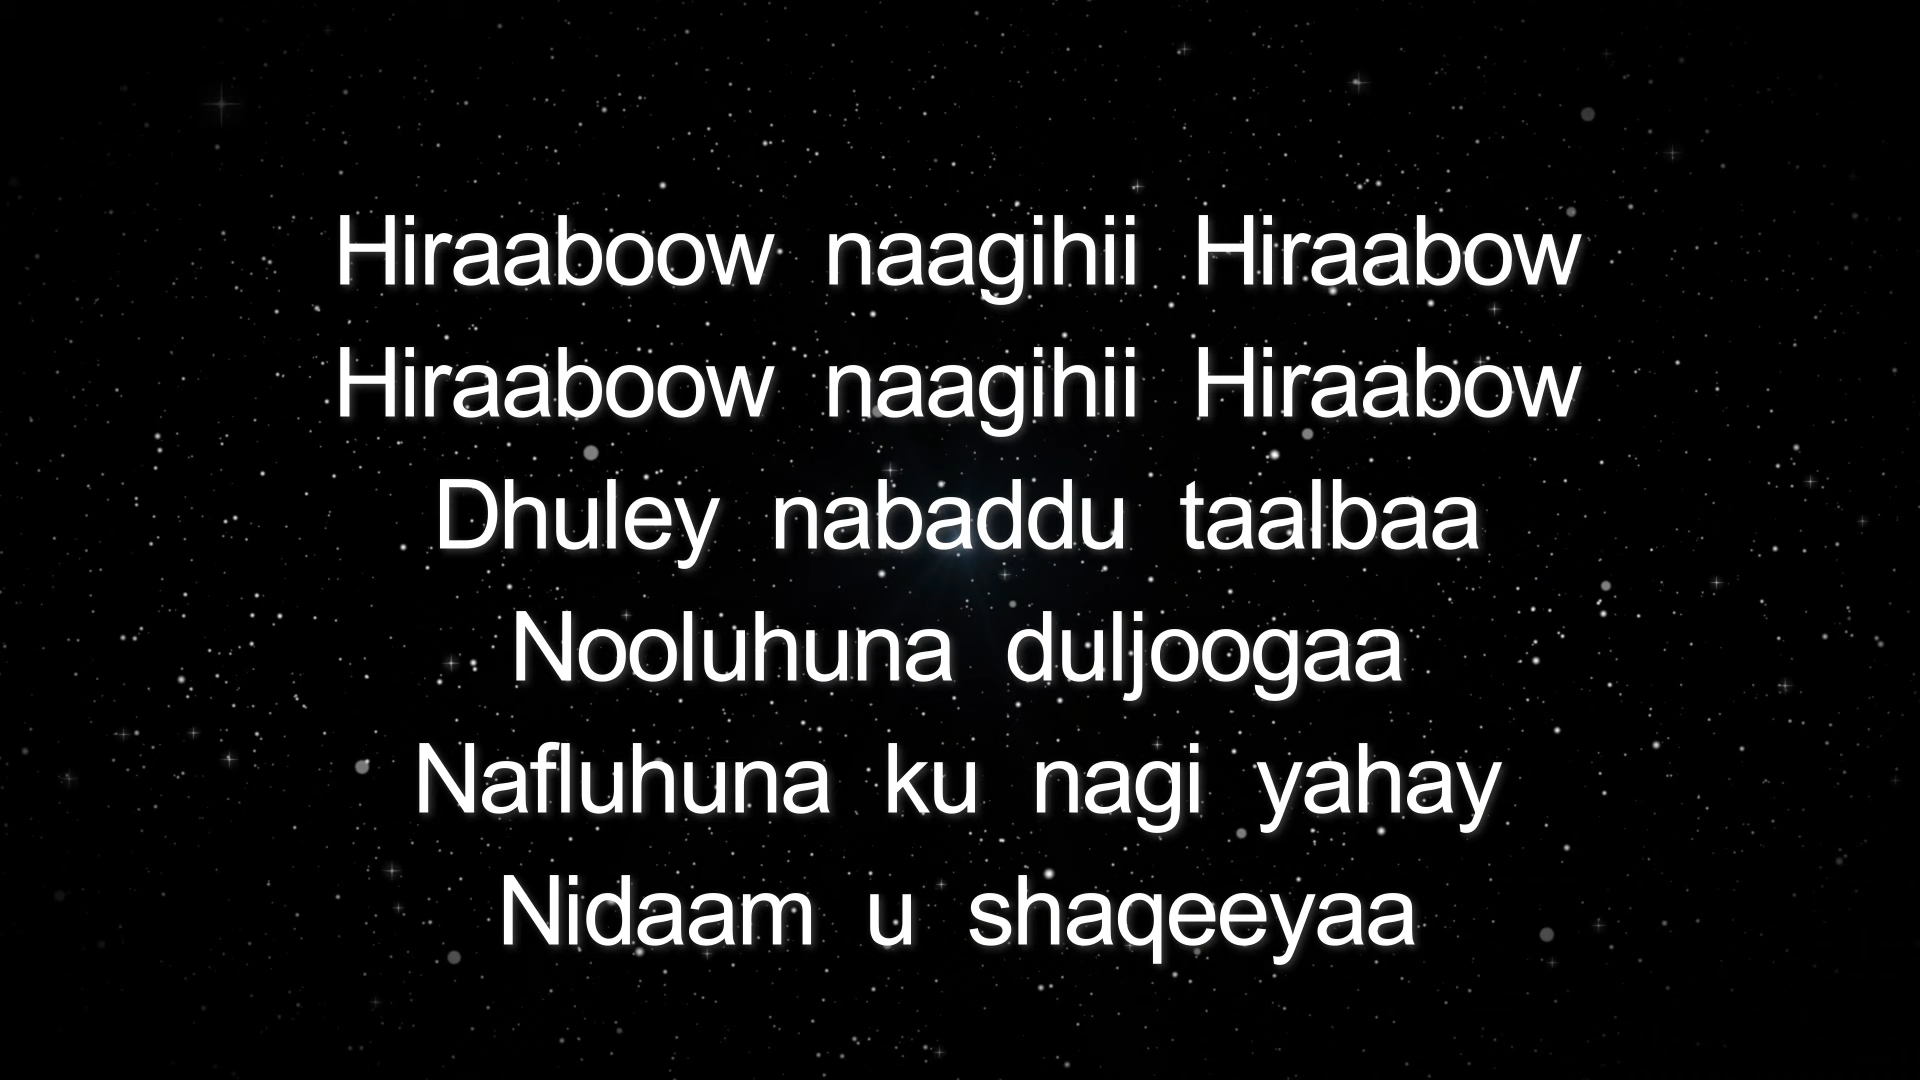 Hiraaboow naagihii Hiraabow
Hiraaboow naagihii Hiraabow
Dhuley nabaddu taalbaa
Nooluhuna duljoogaa
Nafluhuna ku nagi yahay
Nidaam u shaqeeyaa